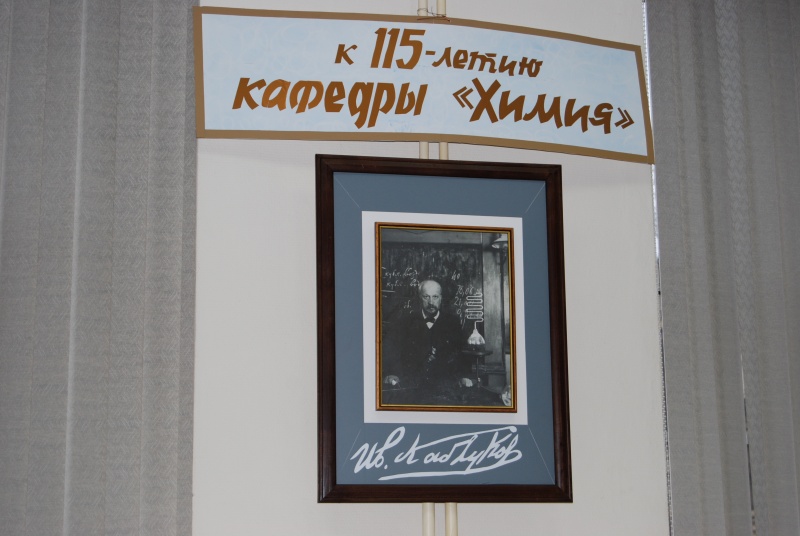 к 115-летию
кафедры «Химия»
Ив. Каблуков